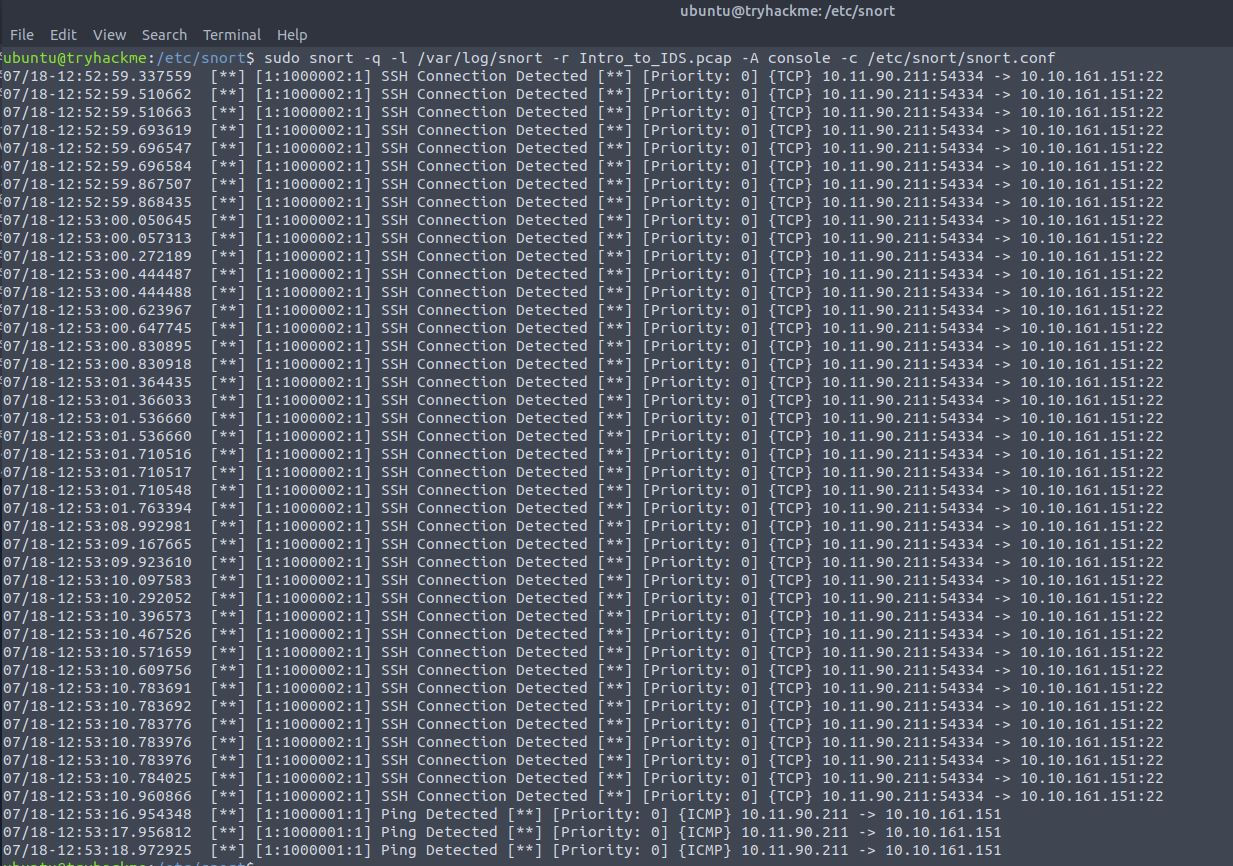 ubuntu@tryhackme: /etc/snort
File Edit View Search Terminal Help
ubuntu@tryhackme:/etc/snort$ sudo snort -q -l /var/log/snort -r Intro_to_IDS.pcap -A console -c /etc/snort/snort.conf
07/18-12:52:59.337559  [**] [1:1000002:1] SSH Connection Detected [**] [Priority: 0] {TCP} 10.11.90.211:54334 -> 10.10.161.151:22
07/18-12:52:59.510662  [**] [1:1000002:1] SSH Connection Detected [**] [Priority: 0] {TCP} 10.11.90.211:54334 -> 10.10.161.151:22
07/18-12:52:59.510663  [**] [1:1000002:1] SSH Connection Detected [**] [Priority: 0] {TCP} 10.11.90.211:54334 -> 10.10.161.151:22
07/18-12:52:59.693619  [**] [1:1000002:1] SSH Connection Detected [**] [Priority: 0] {TCP} 10.11.90.211:54334 -> 10.10.161.151:22
07/18-12:52:59.696547  [**] [1:1000002:1] SSH Connection Detected [**] [Priority: 0] {TCP} 10.11.90.211:54334 -> 10.10.161.151:22
07/18-12:52:59.696584  [**] [1:1000002:1] SSH Connection Detected [**] [Priority: 0] {TCP} 10.11.90.211:54334 -> 10.10.161.151:22
07/18-12:52:59.867507  [**] [1:1000002:1] SSH Connection Detected [**] [Priority: 0] {TCP} 10.11.90.211:54334 -> 10.10.161.151:22
07/18-12:52:59.868435  [**] [1:1000002:1] SSH Connection Detected [**] [Priority: 0] {TCP} 10.11.90.211:54334 -> 10.10.161.151:22
07/18-12:53:00.050645  [**] [1:1000002:1] SSH Connection Detected [**] [Priority: 0] {TCP} 10.11.90.211:54334 -> 10.10.161.151:22
07/18-12:53:00.057313  [**] [1:1000002:1] SSH Connection Detected [**] [Priority: 0] {TCP} 10.11.90.211:54334 -> 10.10.161.151:22
07/18-12:53:00.272189  [**] [1:1000002:1] SSH Connection Detected [**] [Priority: 0] {TCP} 10.11.90.211:54334 -> 10.10.161.151:22
07/18-12:53:00.444487  [**] [1:1000002:1] SSH Connection Detected [**] [Priority: 0] {TCP} 10.11.90.211:54334 -> 10.10.161.151:22
07/18-12:53:00.444488  [**] [1:1000002:1] SSH Connection Detected [**] [Priority: 0] {TCP} 10.11.90.211:54334 -> 10.10.161.151:22
07/18-12:53:00.623967  [**] [1:1000002:1] SSH Connection Detected [**] [Priority: 0] {TCP} 10.11.90.211:54334 -> 10.10.161.151:22
07/18-12:53:00.647745  [**] [1:1000002:1] SSH Connection Detected [**] [Priority: 0] {TCP} 10.11.90.211:54334 -> 10.10.161.151:22
07/18-12:53:00.830895  [**] [1:1000002:1] SSH Connection Detected [**] [Priority: 0] {TCP} 10.11.90.211:54334 -> 10.10.161.151:22
07/18-12:53:00.830918  [**] [1:1000002:1] SSH Connection Detected [**] [Priority: 0] {TCP} 10.11.90.211:54334 -> 10.10.161.151:22
07/18-12:53:01.364435  [**] [1:1000002:1] SSH Connection Detected [**] [Priority: 0] {TCP} 10.11.90.211:54334 -> 10.10.161.151:22
07/18-12:53:01.366033  [**] [1:1000002:1] SSH Connection Detected [**] [Priority: 0] {TCP} 10.11.90.211:54334 -> 10.10.161.151:22
07/18-12:53:01.536660  [**] [1:1000002:1] SSH Connection Detected [**] [Priority: 0] {TCP} 10.11.90.211:54334 -> 10.10.161.151:22
07/18-12:53:01.536660  [**] [1:1000002:1] SSH Connection Detected [**] [Priority: 0] {TCP} 10.11.90.211:54334 -> 10.10.161.151:22
07/18-12:53:01.710516  [**] [1:1000002:1] SSH Connection Detected [**] [Priority: 0] {TCP} 10.11.90.211:54334 -> 10.10.161.151:22
07/18-12:53:01.710517  [**] [1:1000002:1] SSH Connection Detected [**] [Priority: 0] {TCP} 10.11.90.211:54334 -> 10.10.161.151:22
07/18-12:53:01.710548  [**] [1:1000002:1] SSH Connection Detected [**] [Priority: 0] {TCP} 10.11.90.211:54334 -> 10.10.161.151:22
07/18-12:53:01.763394  [**] [1:1000002:1] SSH Connection Detected [**] [Priority: 0] {TCP} 10.11.90.211:54334 -> 10.10.161.151:22
07/18-12:53:08.992981  [**] [1:1000002:1] SSH Connection Detected [**] [Priority: 0] {TCP} 10.11.90.211:54334 -> 10.10.161.151:22
07/18-12:53:09.167665  [**] [1:1000002:1] SSH Connection Detected [**] [Priority: 0] {TCP} 10.11.90.211:54334 -> 10.10.161.151:22
07/18-12:53:09.923610  [**] [1:1000002:1] SSH Connection Detected [**] [Priority: 0] {TCP} 10.11.90.211:54334 -> 10.10.161.151:22
07/18-12:53:10.097583  [**] [1:1000002:1] SSH Connection Detected [**] [Priority: 0] {TCP} 10.11.90.211:54334 -> 10.10.161.151:22
07/18-12:53:10.292052  [**] [1:1000002:1] SSH Connection Detected [**] [Priority: 0] {TCP} 10.11.90.211:54334 -> 10.10.161.151:22
07/18-12:53:10.396573  [**] [1:1000002:1] SSH Connection Detected [**] [Priority: 0] {TCP} 10.11.90.211:54334 -> 10.10.161.151:22
07/18-12:53:10.467526  [**] [1:1000002:1] SSH Connection Detected [**] [Priority: 0] {TCP} 10.11.90.211:54334 -> 10.10.161.151:22
07/18-12:53:10.571659  [**] [1:1000002:1] SSH Connection Detected [**] [Priority: 0] {TCP} 10.11.90.211:54334 -> 10.10.161.151:22
07/18-12:53:10.609756  [**] [1:1000002:1] SSH Connection Detected [**] [Priority: 0] {TCP} 10.11.90.211:54334 -> 10.10.161.151:22
07/18-12:53:10.783691  [**] [1:1000002:1] SSH Connection Detected [**] [Priority: 0] {TCP} 10.11.90.211:54334 -> 10.10.161.151:22
07/18-12:53:10.783692  [**] [1:1000002:1] SSH Connection Detected [**] [Priority: 0] {TCP} 10.11.90.211:54334 -> 10.10.161.151:22
07/18-12:53:10.783776  [**] [1:1000002:1] SSH Connection Detected [**] [Priority: 0] {TCP} 10.11.90.211:54334 -> 10.10.161.151:22
07/18-12:53:10.783976  [**] [1:1000002:1] SSH Connection Detected [**] [Priority: 0] {TCP} 10.11.90.211:54334 -> 10.10.161.151:22
07/18-12:53:10.783976  [**] [1:1000002:1] SSH Connection Detected [**] [Priority: 0] {TCP} 10.11.90.211:54334 -> 10.10.161.151:22
07/18-12:53:10.784025  [**] [1:1000002:1] SSH Connection Detected [**] [Priority: 0] {TCP} 10.11.90.211:54334 -> 10.10.161.151:22
07/18-12:53:10.960866  [**] [1:1000002:1] SSH Connection Detected [**] [Priority: 0] {TCP} 10.11.90.211:54334 -> 10.10.161.151:22
07/18-12:53:16.954348  [**] [1:1000001:1] Ping Detected [**] [Priority: 0] {ICMP} 10.11.90.211 -> 10.10.161.151
07/18-12:53:17.956812  [**] [1:1000001:1] Ping Detected [**] [Priority: 0] {ICMP} 10.11.90.211 -> 10.10.161.151
07/18-12:53:18.972925  [**] [1:1000001:1] Ping Detected [**] [Priority: 0] {ICMP} 10.11.90.211 -> 10.10.161.151